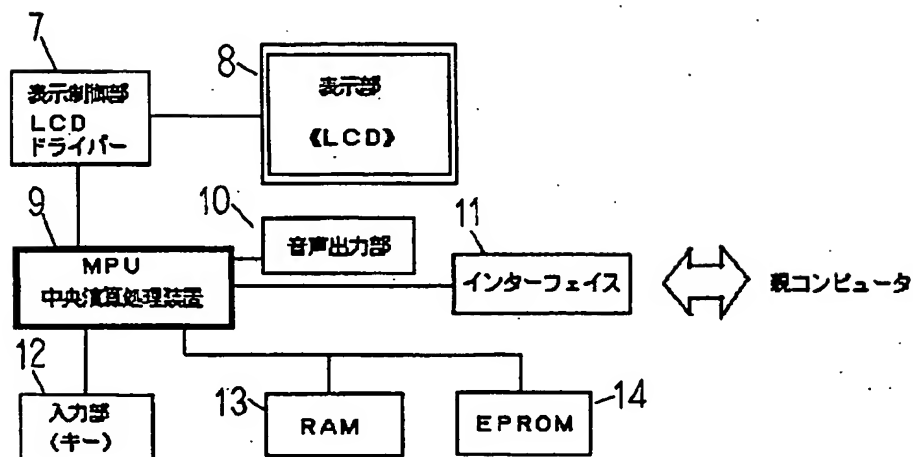 7
表示制御部
LCD
ドライバー
8
表示部
《LCD》
9
MPU
中央演算処理装置
10
音声出力部
11
インターフェイス
親コンピュータ
12
入力部
(キー)
13
RAM
EPROM
14